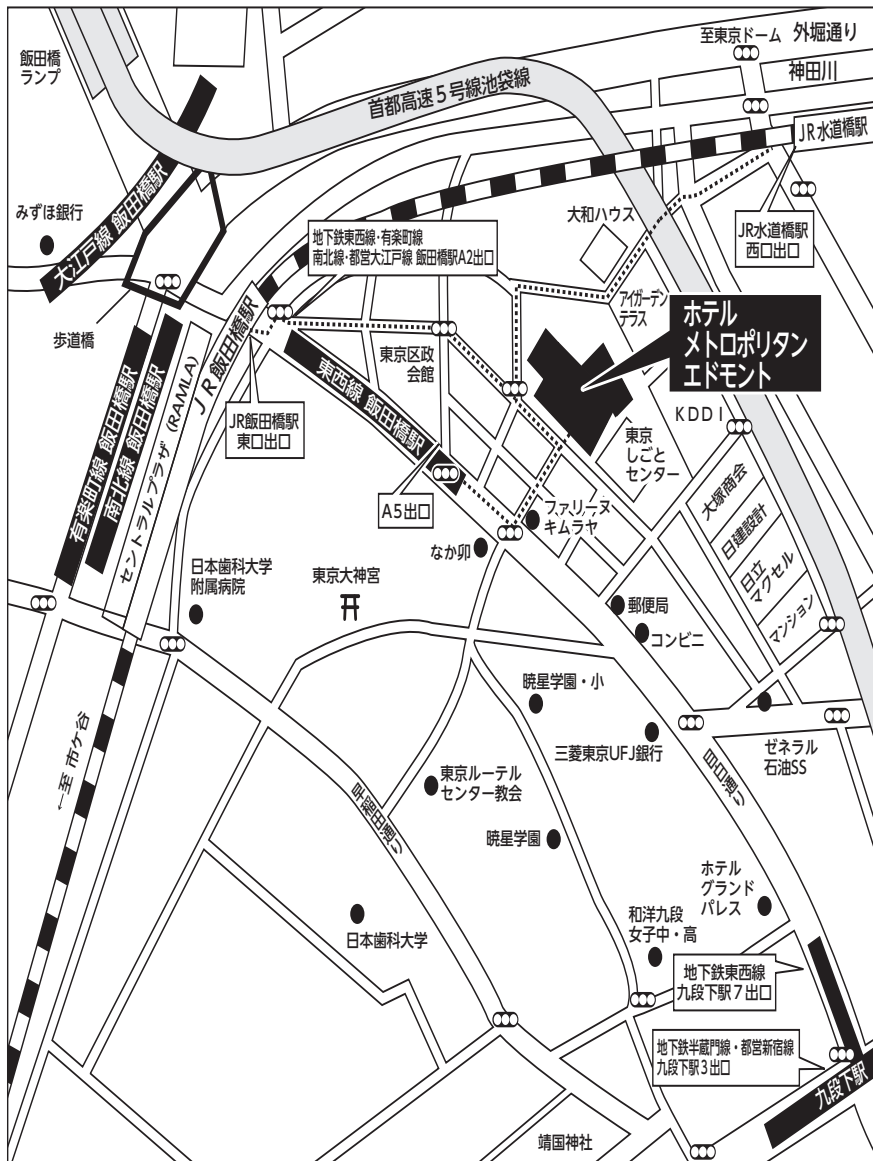 至東京ドーム
外堀通り
神田川
飯田橋
ランプ
首都高速5号線池袋線
JR水道橋駅
みずほ銀行
大江戸線 飯田橋駅
大和ハウス
JR水道橋駅
西口出口
地下鉄東西線・有楽町線
南北線・都営大江戸線 飯田橋駅A2出口
アイガーデン
テラス
ホテル
メトロポリタン
エドモント
歩道橋
JR飯田橋駅
東京区政
会館
東西線 飯田橋駅
JR飯田橋駅
東口出口
KDDI
東京
しごと
センター
有楽町線 飯田橋駅
南北線 飯田橋駅
セントラルプラザ (RAMLA)
A5出口
ファリーヌ
キムラヤ
なか卯
大塚商会
日建設計
日立
マクセル
マンション
日本歯科大学
附属病院
東京大神宮
郵便局
コンビニ
暁星学園・小
三菱東京UFJ銀行
ゼネラル
石油SS
←至 市ケ谷
東京ルーテル
センター教会
早稲田通り
目白通り
暁星学園
ホテル
グランド
パレス
日本歯科大学
和洋九段
女子中・高
地下鉄東西線
九段下駅7出口
地下鉄半蔵門線・都営新宿線
九段下駅3出口
九段下駅
靖国神社